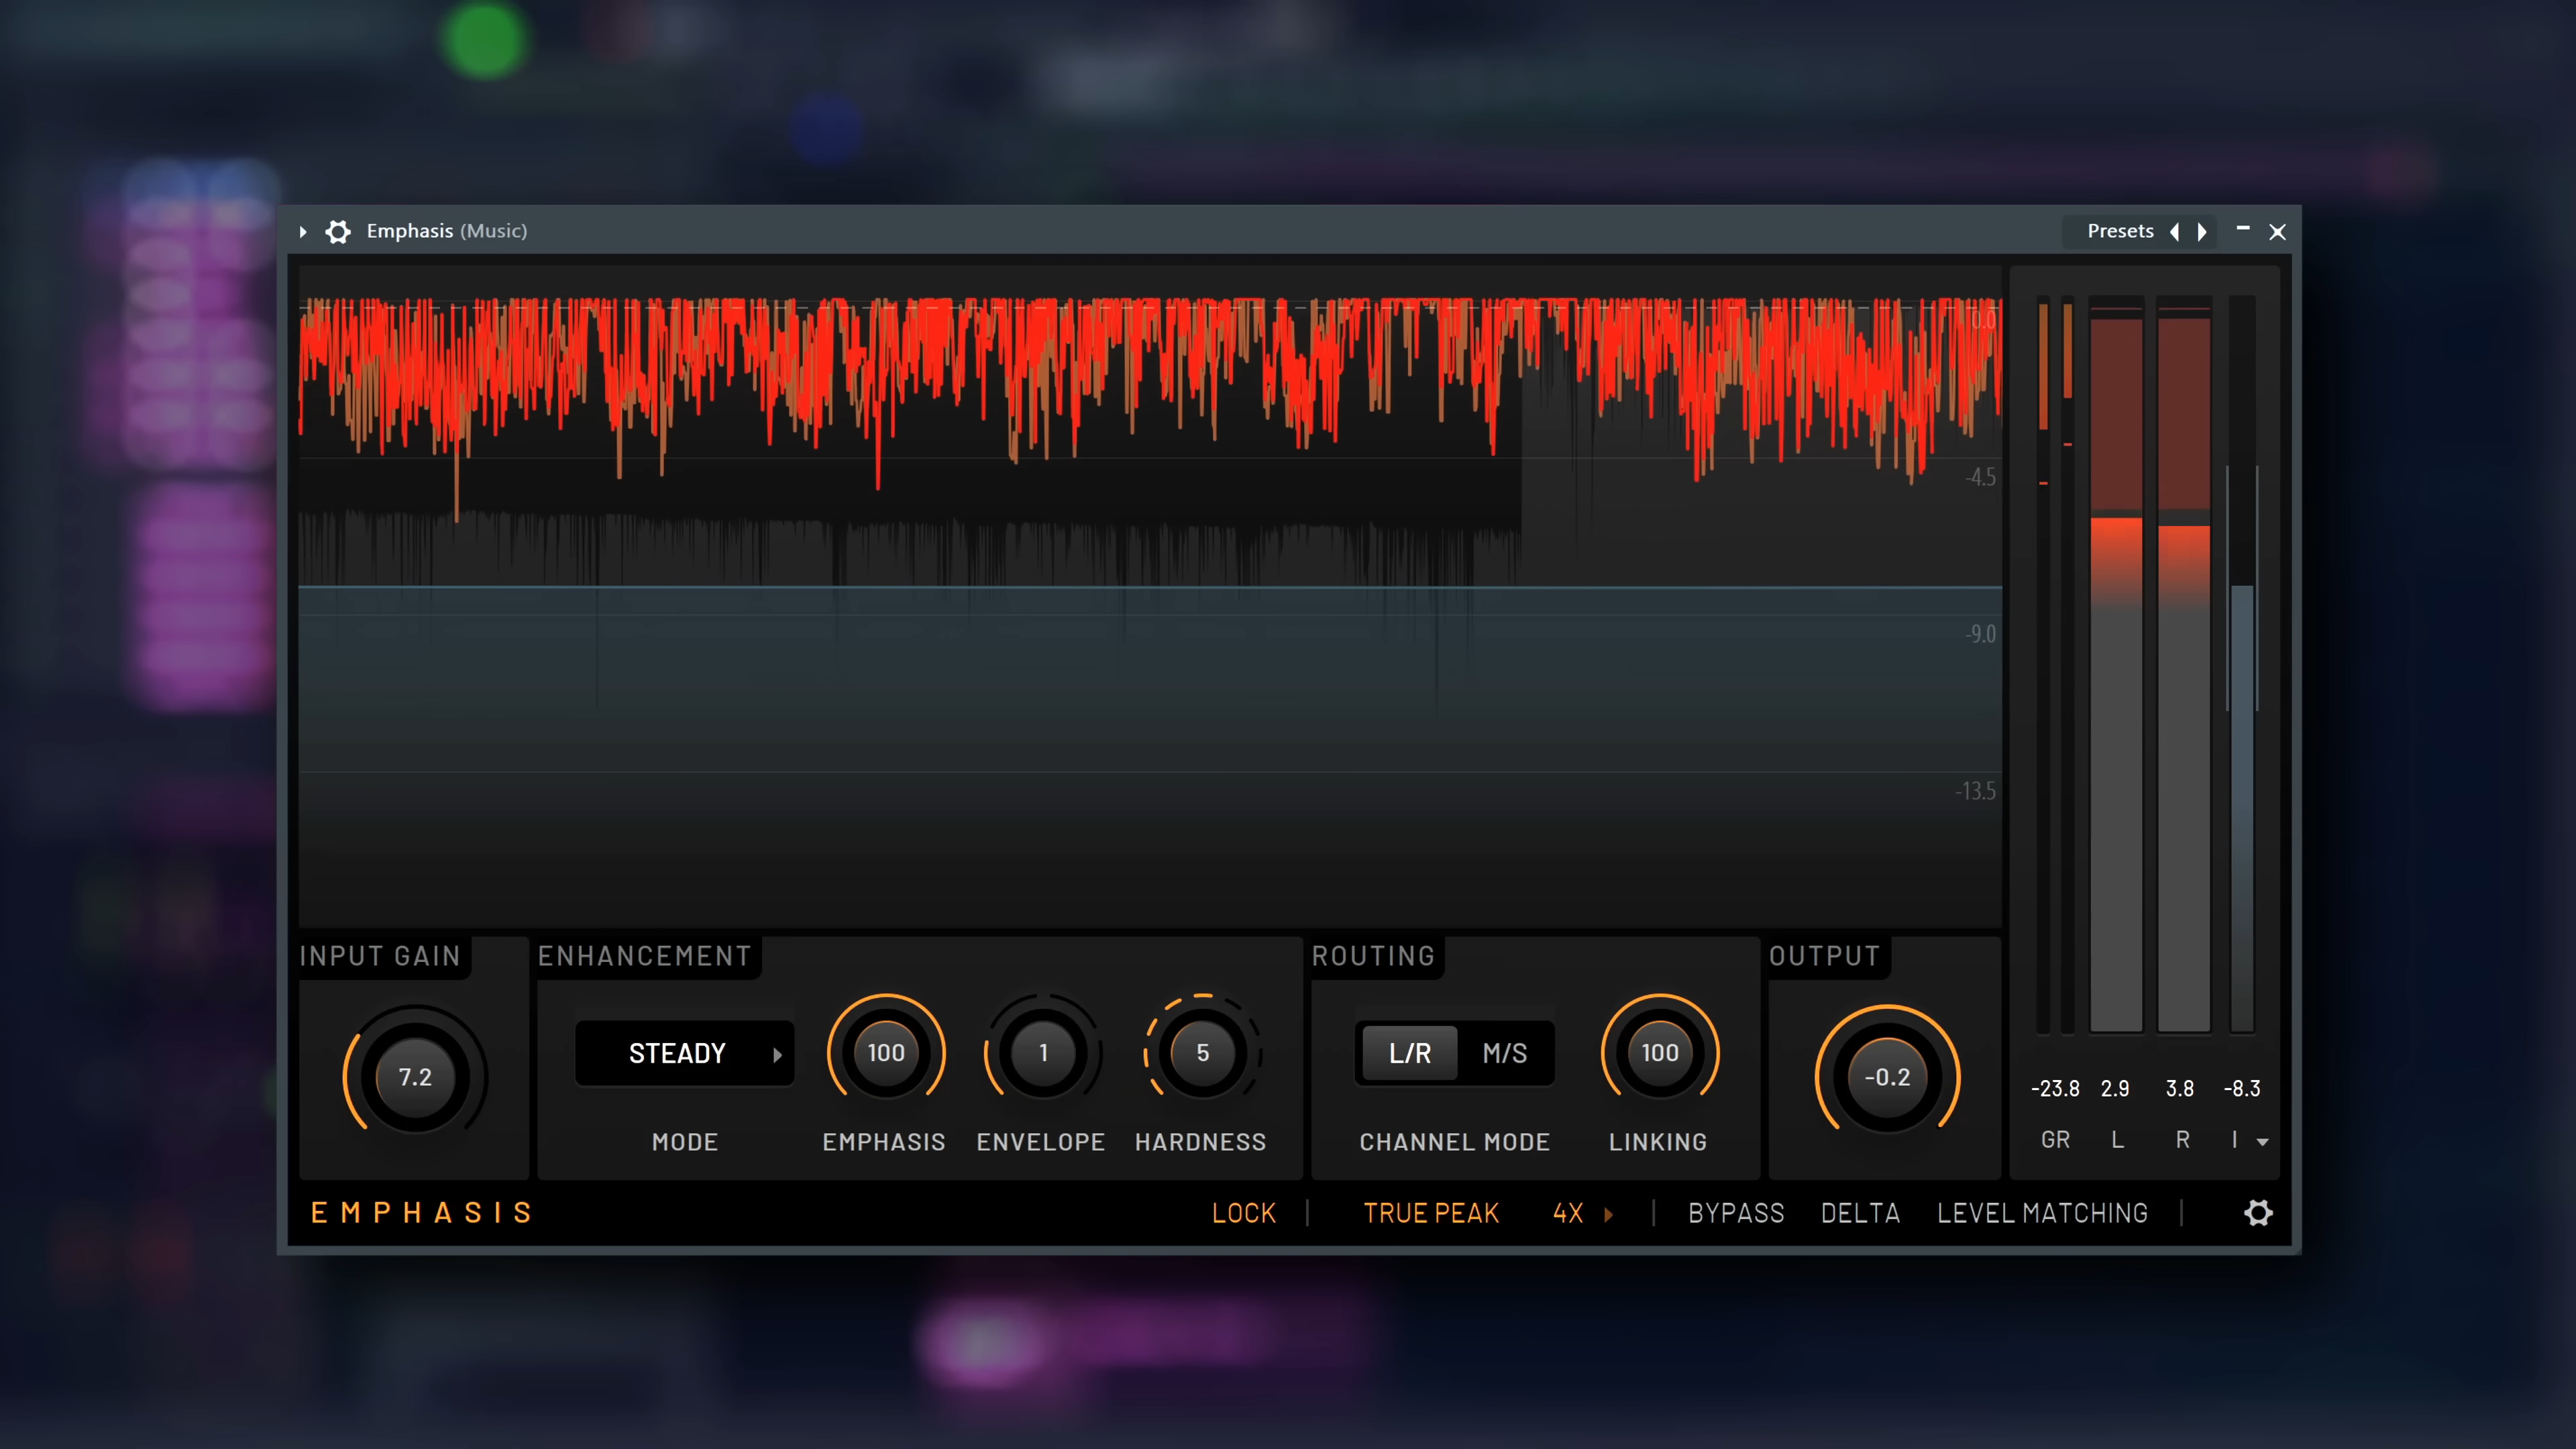 Emphasis (Music)
Presets
0.0
-4.5
-9.0
-13.5
INPUT GAIN
ENHANCEMENT
ROUTING
OUTPUT
7.2
STEADY
100
1
5
L/R
M/S
100
-0.2
MODE
EMPHASIS
ENVELOPE
HARDNESS
CHANNEL MODE
LINKING
-23.8
2.9
3.8
-8.3
GR
L
R
I
EMPHASIS
LOCK
TRUE PEAK
4X
BYPASS
DELTA
LEVEL MATCHING